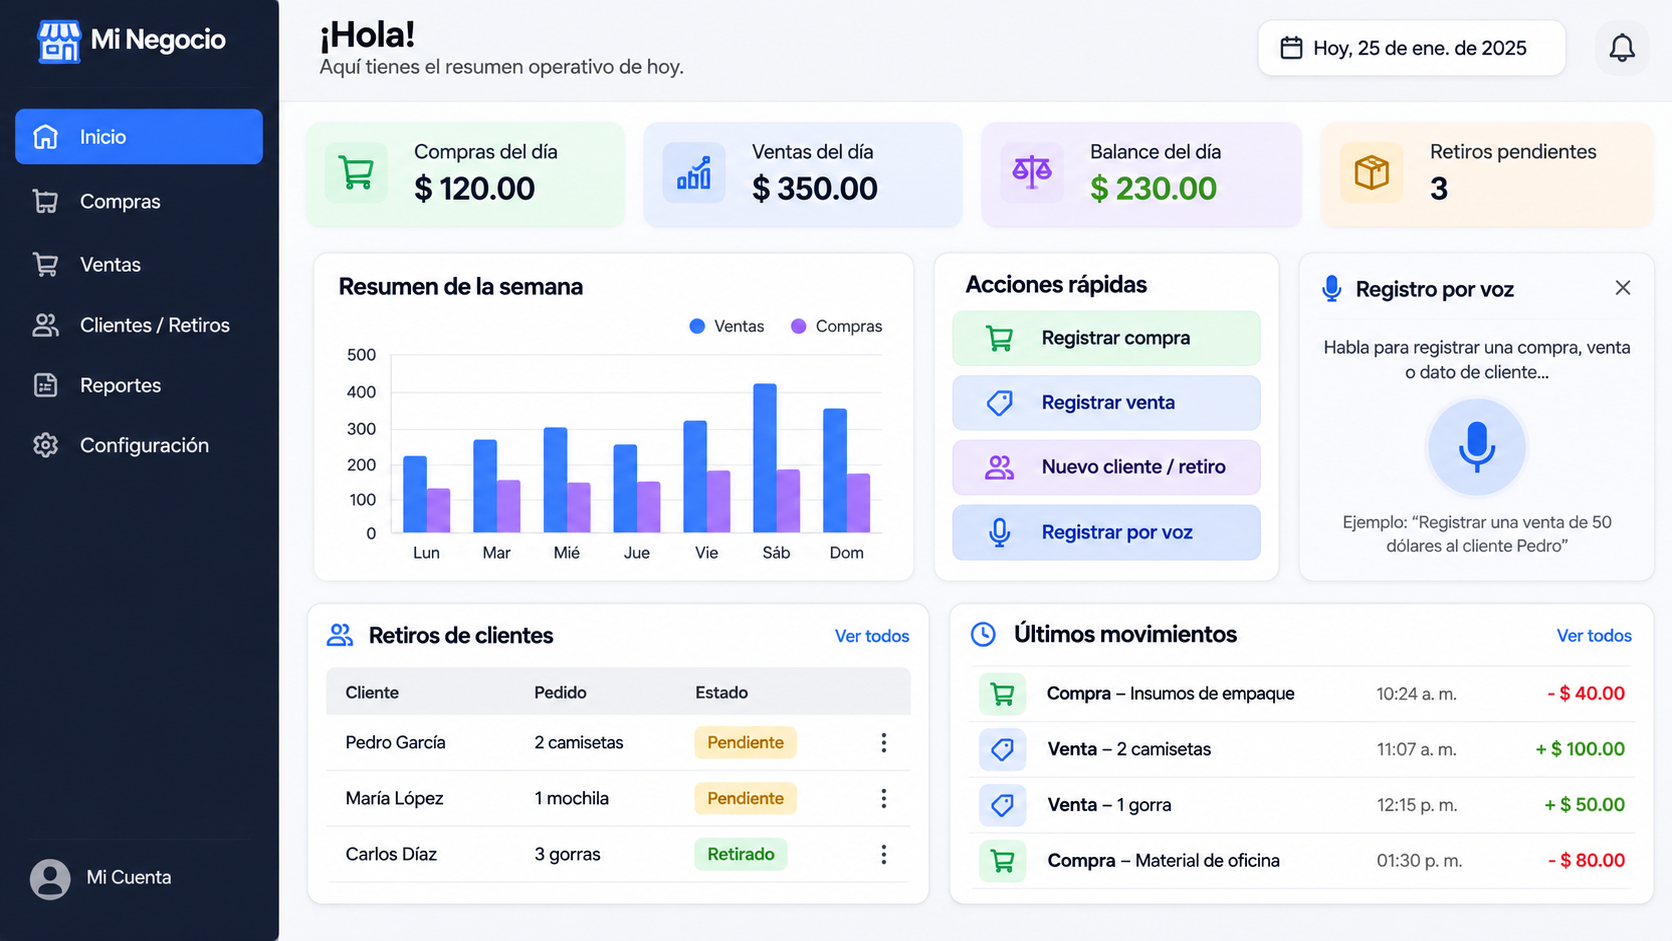 Mi Negocio
Inicio
Compras
Ventas
Clientes / Retiros
Reportes
Configuración
Mi Cuenta
¡Hola!
Aquí tienes el resumen operativo de hoy.
Hoy, 25 de ene. de 2025
Compras del día
$ 120.00
Ventas del día
$ 350.00
Balance del día
$ 230.00
Retiros pendientes
3
Resumen de la semana
Ventas Compras
500
400
300
200
100
0
Lun Mar Mié Jue Vie Sáb Dom
Acciones rápidas
Registrar compra
Registrar venta
Nuevo cliente / retiro
Registrar por voz
Registro por voz
Habla para registrar una compra, venta
o dato de cliente...
Ejemplo: “Registrar una venta de 50
dólares al cliente Pedro”
Retiros de clientes Ver todos
Cliente Pedido Estado
Pedro García 2 camisetas Pendiente
María López 1 mochila Pendiente
Carlos Díaz 3 gorras Retirado
Últimos movimientos Ver todos
Compra – Insumos de empaque 10:24 a. m. - $ 40.00
Venta – 2 camisetas 11:07 a. m. + $ 100.00
Venta – 1 gorra 12:15 p. m. + $ 50.00
Compra – Material de oficina 01:30 p. m. - $ 80.00